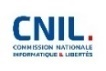 CNIL.
COMMISSION NATIONALE
INFORMATIQUE & LIBERTÉS